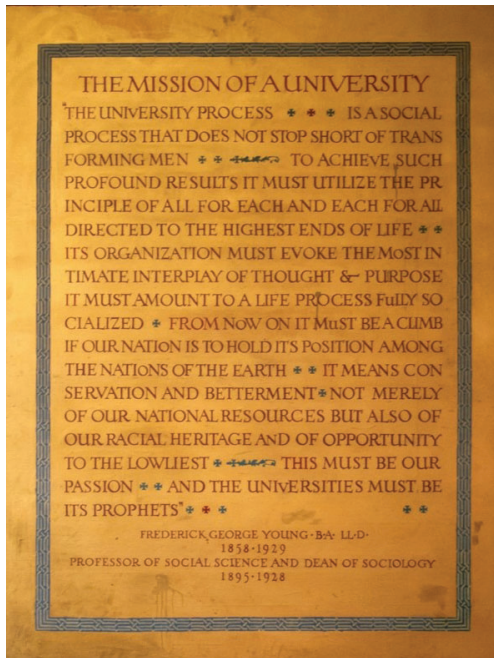 THE MISSION OF A UNIVERSITY
"THE UNIVERSITY PROCESS IS A SOCIAL
PROCESS THAT DOES NOT STOP SHORT OF TRANS
FORMING MEN TO ACHIEVE SUCH
PROFOUND RESULTS IT MUST UTILIZE THE PR
INCIPLE OF ALL FOR EACH AND EACH FOR ALL
DIRECTED TO THE HIGHEST ENDS OF LIFE
ITS ORGANIZATION MUST EVOKE THE MOST IN
TIMATE INTERPLAY OF THOUGHT & PURPOSE
IT MUST AMOUNT TO A LIFE PROCESS FULLY SO
CIALIZED FROM NOW ON IT MUST BE A CLIMB
IF OUR NATION IS TO HOLD ITS POSITION AMONG
THE NATIONS OF THE EARTH IT MEANS CON
SERVATION AND BETTERMENT NOT MERELY
OF OUR NATIONAL RESOURCES BUT ALSO OF
OUR RACIAL HERITAGE AND OF OPPORTUNITY
TO THE LOWLIEST THIS MUST BE OUR
PASSION AND THE UNIVERSITIES MUST BE
ITS PROPHETS"
FREDERICK GEORGE YOUNG · B·A· LL·D·
1858·1929
PROFESSOR OF SOCIAL SCIENCE AND DEAN OF SOCIOLOGY
1895·1928